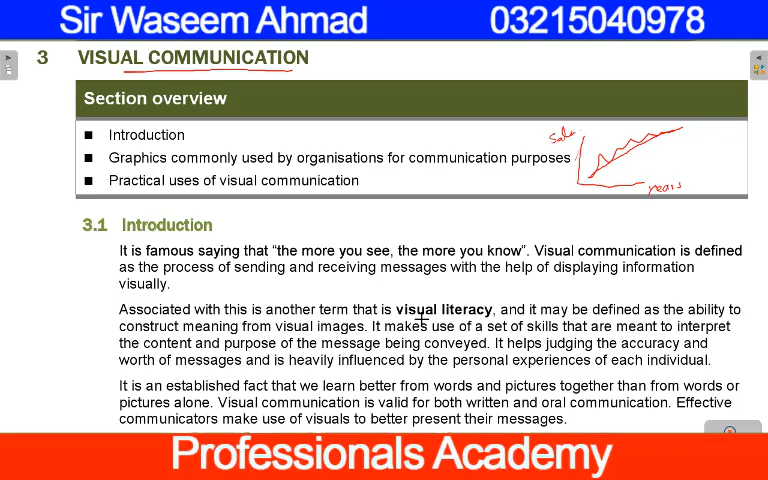 Sir Waseem Ahmad 03215040978
3 VISUAL COMMUNICATION
Section overview
■ Introduction
■ Graphics commonly used by organisations for communication purposes
■ Practical uses of visual communication
years
3.1 Introduction
It is famous saying that “the more you see, the more you know”. Visual communication is defined
as the process of sending and receiving messages with the help of displaying information
visually.
Associated with this is another term that is visual literacy, and it may be defined as the ability to
construct meaning from visual images. It makes use of a set of skills that are meant to interpret
the content and purpose of the message being conveyed. It helps judging the accuracy and
worth of messages and is heavily influenced by the personal experiences of each individual.
It is an established fact that we learn better from words and pictures together than from words or
pictures alone. Visual communication is valid for both written and oral communication. Effective
communicators make use of visuals to better present their messages.
Professionals Academy